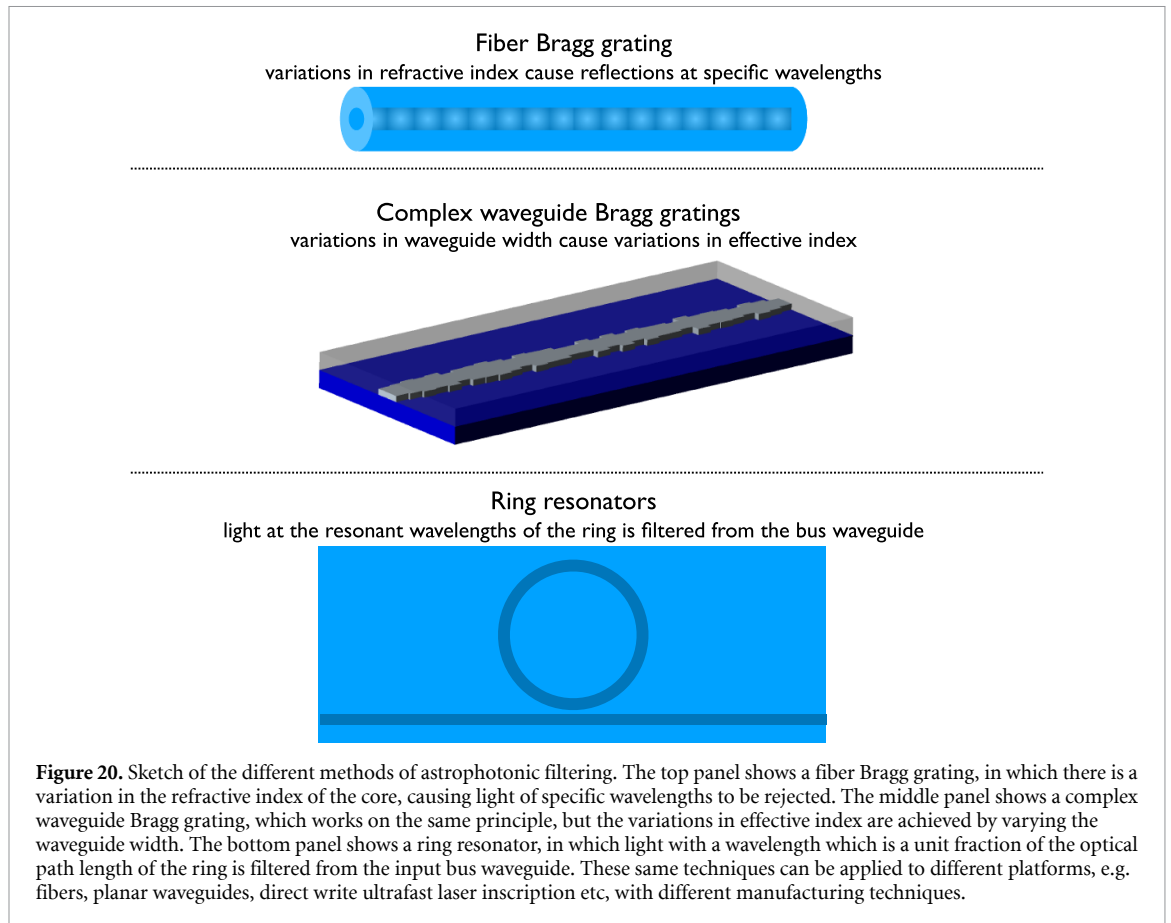 Fiber Bragg grating
variations in refractive index cause reflections at specific wavelengths
Complex waveguide Bragg gratings
variations in waveguide width cause variations in effective index
Ring resonators
light at the resonant wavelengths of the ring is filtered from the bus waveguide
Figure 20. Sketch of the different methods of astrophotonic filtering. The top panel shows a fiber Bragg grating, in which there is a
variation in the refractive index of the core, causing light of specific wavelengths to be rejected. The middle panel shows a complex
waveguide Bragg grating, which works on the same principle, but the variations in effective index are achieved by varying the
waveguide width. The bottom panel shows a ring resonator, in which light with a wavelength which is a unit fraction of the optical
path length of the ring is filtered from the input bus waveguide. These same techniques can be applied to different platforms, e.g.
fibers, planar waveguides, direct write ultrafast laser inscription etc, with different manufacturing techniques.